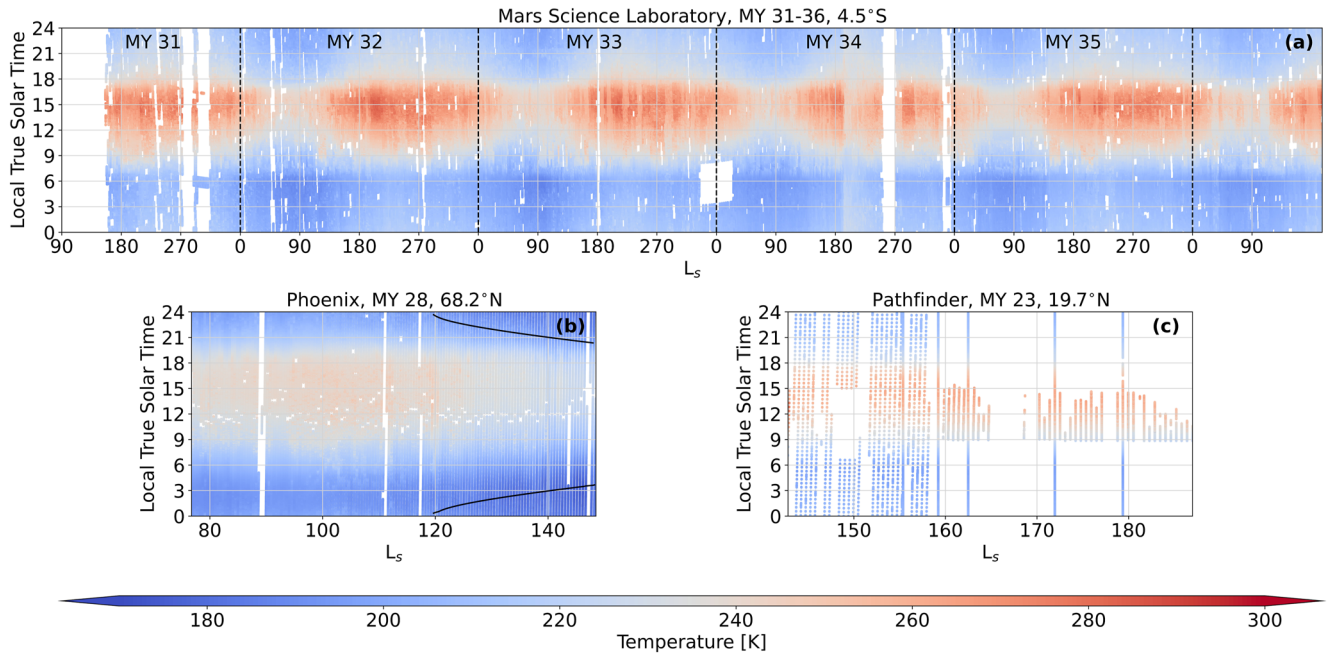 Mars Science Laboratory, MY 31-36, 4.5°S
MY 31 MY 32 MY 33 MY 34 MY 35 (a)
24
21
18
15
12
9
6
3
0
Local True Solar Time
90 180 270 0 90 180 270 0 90 180 270 0 90 180 270 0 90 180 270 0 90
Ls
Phoenix, MY 28, 68.2°N
(b)
24
21
18
15
12
9
6
3
0
Local True Solar Time
80 100 120 140
Ls
Pathfinder, MY 23, 19.7°N
(c)
24
21
18
15
12
9
6
3
0
Local True Solar Time
150 160 170 180
Ls
180 200 220 240 260 280 300
Temperature [K]